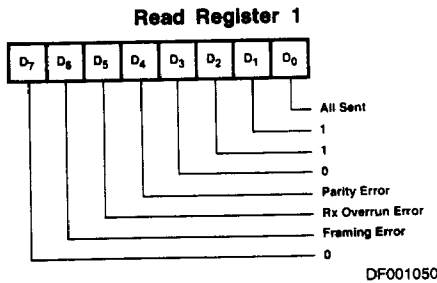 Read Register 1
D7 D6 D5 D4 D3 D2 D1 D0
All Sent
1
1
0
Parity Error
Rx Overrun Error
Framing Error
0
DF001050